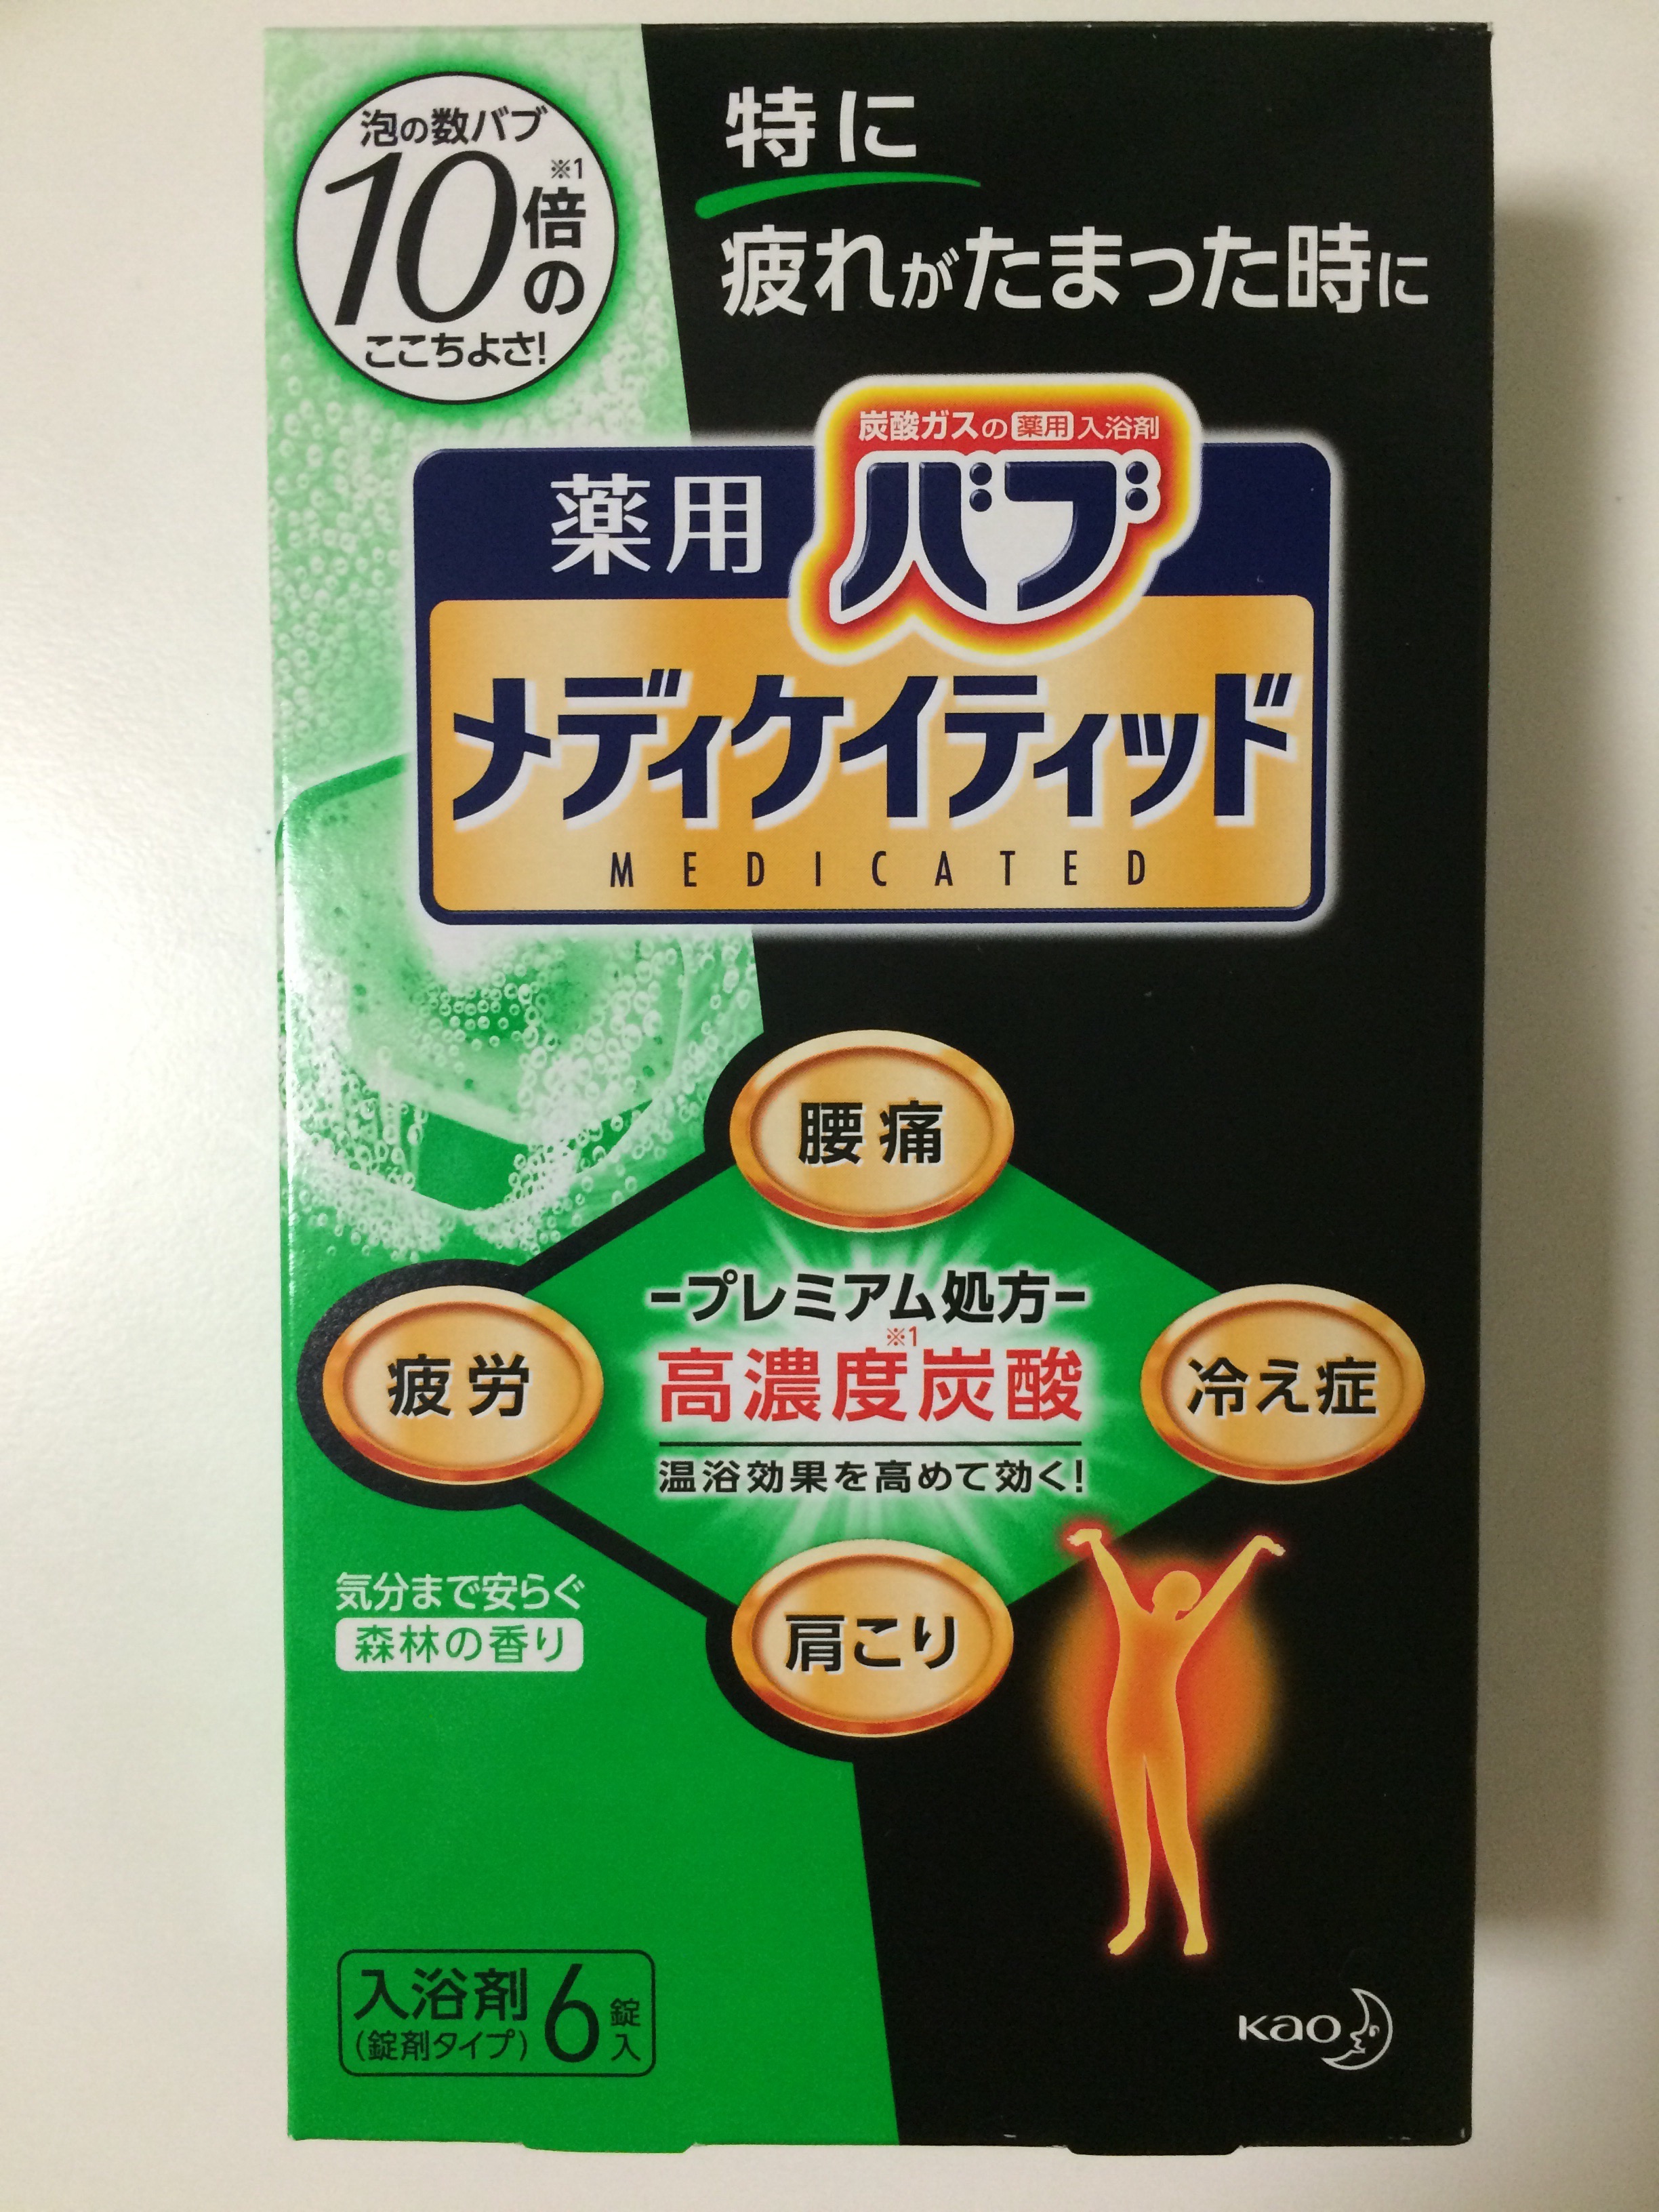 泡の数バブ
10※1倍の
ここちよさ!
特に
疲れがたまった時に
炭酸ガスの薬用入浴剤
薬用 バブ
メディケイティッド
MEDICATED
腰痛
疲労
-プレミアム処方-
高濃度※1炭酸
温浴効果を高めて効く!
冷え症
肩こり
気分まで安らぐ
森林の香り
入浴剤
(錠剤タイプ)
6錠入
Kao